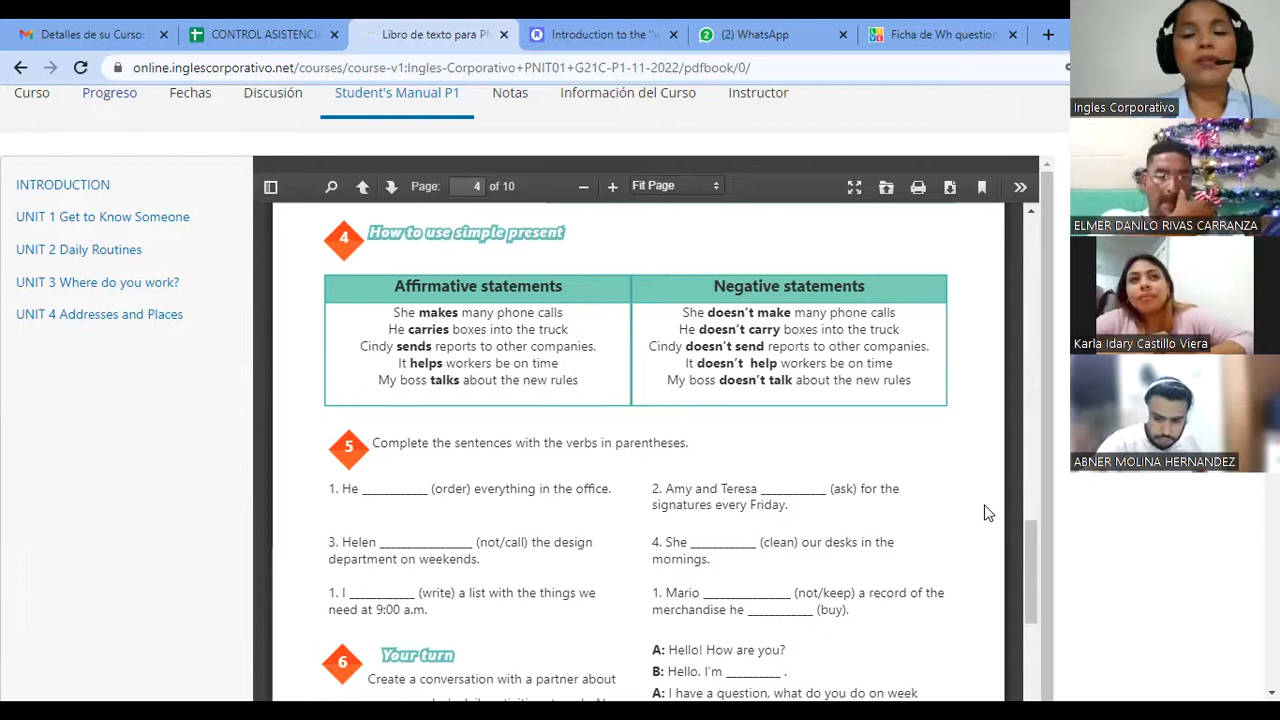 Detalles de su Curso:
CONTROL ASISTENCIA
Libro de texto para PN
Introduction to the "w
(2) WhatsApp
Ficha de Wh question
online.inglescorporativo.net/courses/course-v1:Ingles-Corporativo+PNIT01+G21C-P1-11-2022/pdfbook/0/
Curso
Progreso
Fechas
Discusión
Student's Manual P1
Notas
Información del Curso
Instructor
INTRODUCTION
UNIT 1 Get to Know Someone
UNIT 2 Daily Routines
UNIT 3 Where do you work?
UNIT 4 Addresses and Places
Page: 4 of 10
Fit Page
4 How to use simple present
Affirmative statements
She makes many phone calls
He carries boxes into the truck
Cindy sends reports to other companies.
It helps workers be on time
My boss talks about the new rules
Negative statements
She doesn't make many phone calls
He doesn't carry boxes into the truck
Cindy doesn't send reports to other companies.
It doesn't help workers be on time
My boss doesn't talk about the new rules
5 Complete the sentences with the verbs in parentheses.
1. He ____________ (order) everything in the office.
2. Amy and Teresa ____________ (ask) for the
signatures every Friday.
3. Helen _________________ (not/call) the design
department on weekends.
4. She ____________ (clean) our desks in the
mornings.
1. I ____________ (write) a list with the things we
need at 9:00 a.m.
1. Mario ________________ (not/keep) a record of the
merchandise he ____________ (buy).
6 Your turn
Create a conversation with a partner about
A: Hello! How are you?
B: Hello. I'm __________ .
A: I have a question, what do you do on week
Ingles Corporativo
ELMER DANILO RIVAS CARRANZA
Karla Idary Castillo Viera
ABNER MOLINA HERNANDEZ